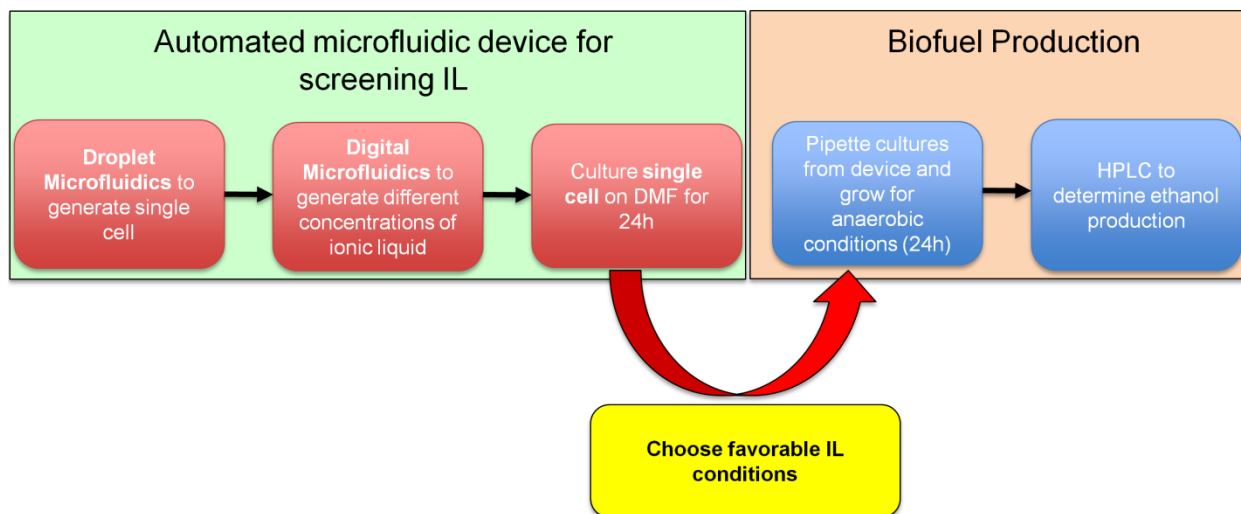 Automated microfluidic device for
screening IL
Droplet
Microfluidics to
generate single
cell
Digital
Microfluidics to
generate different
concentrations of
ionic liquid
Culture single
cell on DMF for
24h
Biofuel Production
Pipette cultures
from device and
grow for
anaerobic
conditions (24h)
HPLC to
determine ethanol
production
Choose favorable IL
conditions